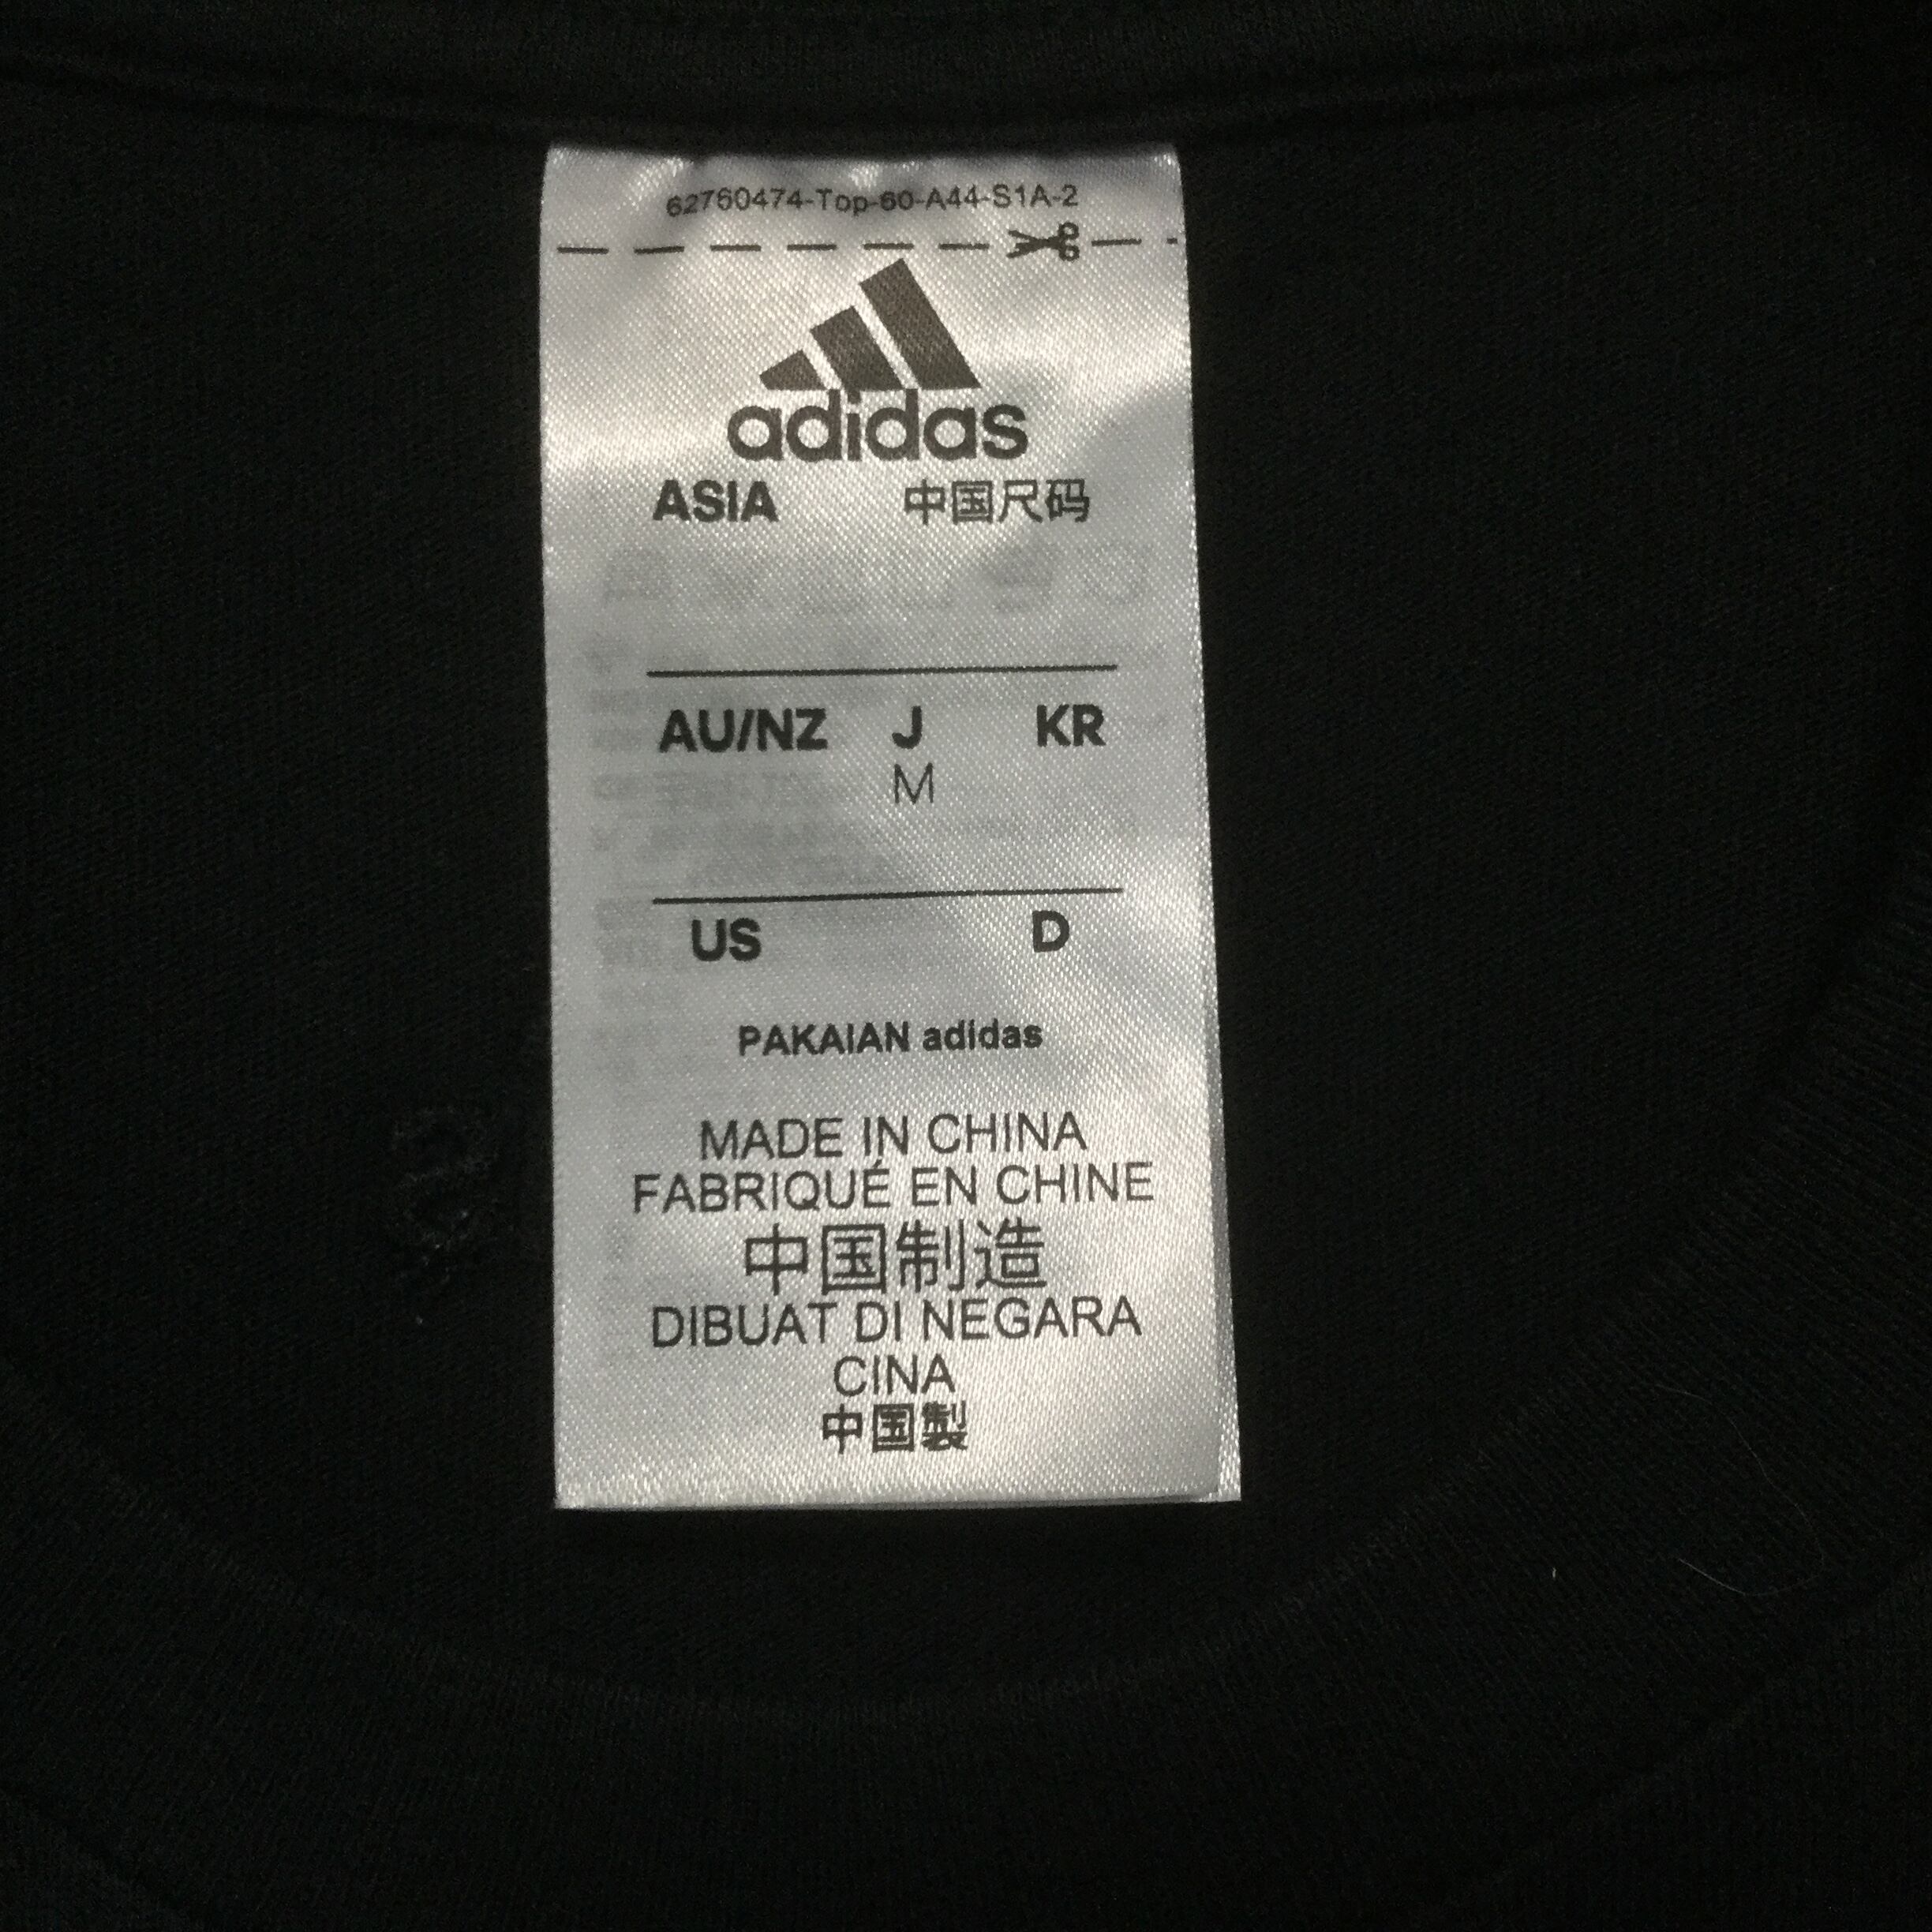 62760474-Top-60-A44-S1A-2
adidas
ASIA 中国尺码
AU/NZ J KR
M
US D
PAKAIAN adidas
MADE IN CHINA
FABRIQUÉ EN CHINE
中国制造
DIBUAT DI NEGARA
CINA
中国製